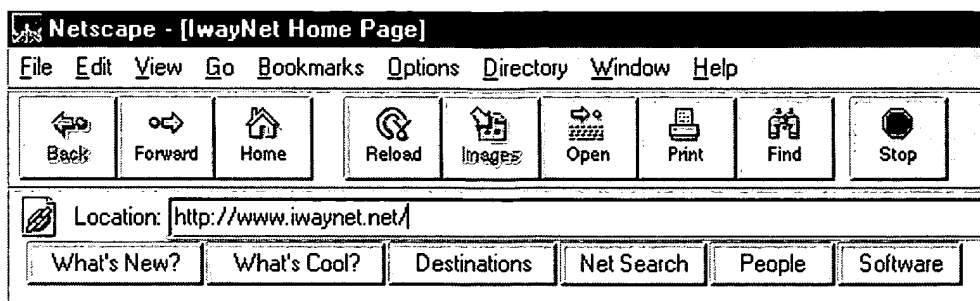 Netscape - [IwayNet Home Page]
File Edit View Go Bookmarks Options Directory Window Help
Back Forward Home Reload Images Open Print Find Stop
Location: http://www.iwaynet.net/
What's New? What's Cool? Destinations Net Search People Software